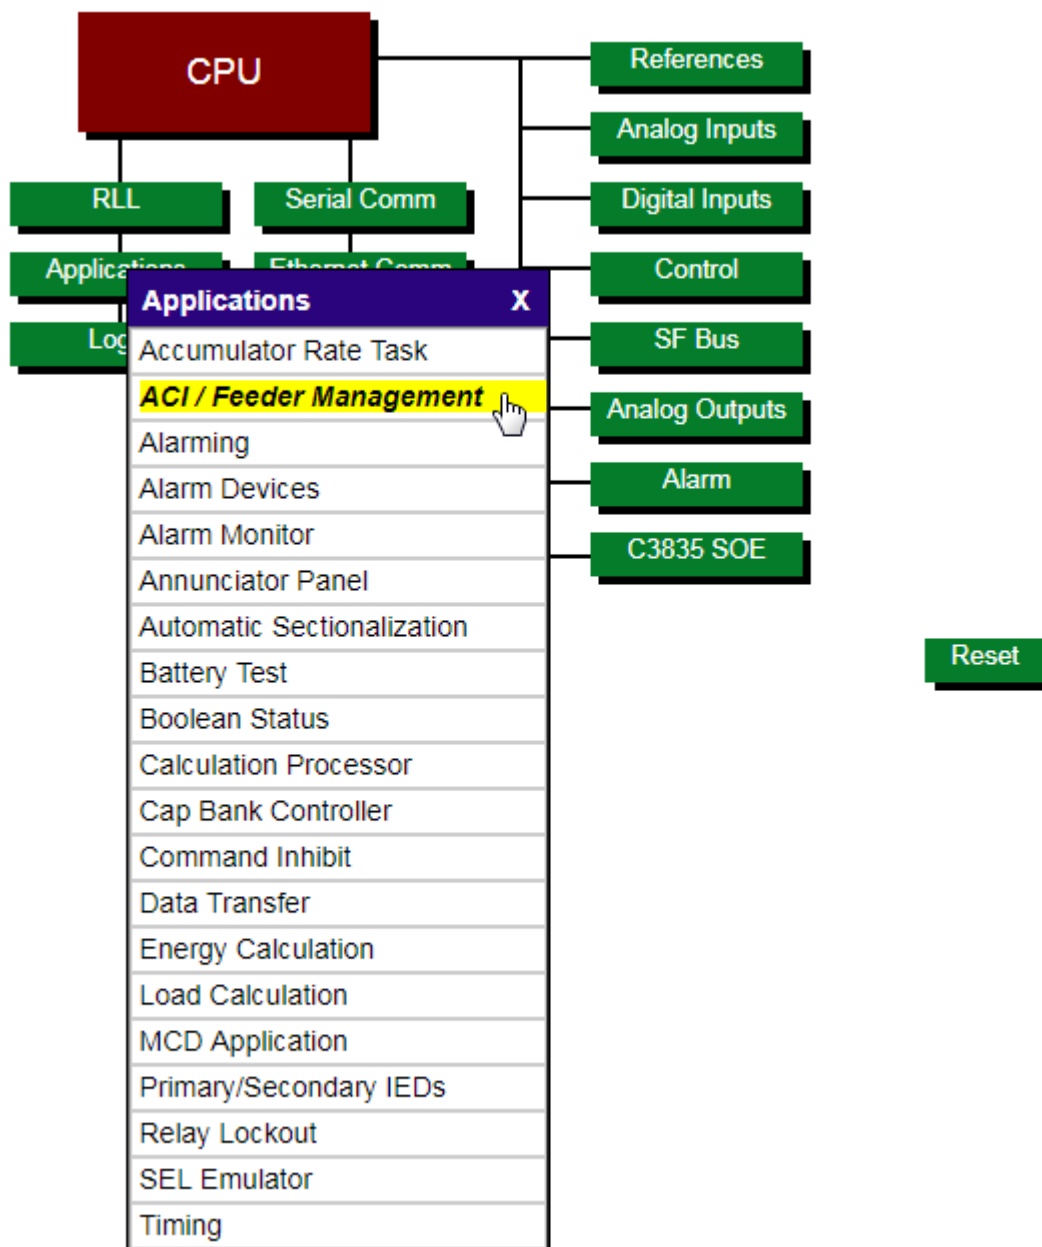 CPU
References
Analog Inputs
RLL
Serial Comm
Digital Inputs
Applications
Ethernet Comm
Control
Applications X
SF Bus
Accumulator Rate Task
ACI / Feeder Management
Analog Outputs
Alarming
Alarm Devices
Alarm
Alarm Monitor
C3835 SOE
Annunciator Panel
Automatic Sectionalization
Reset
Battery Test
Boolean Status
Calculation Processor
Cap Bank Controller
Command Inhibit
Data Transfer
Energy Calculation
Load Calculation
MCD Application
Primary/Secondary IEDs
Relay Lockout
SEL Emulator
Timing